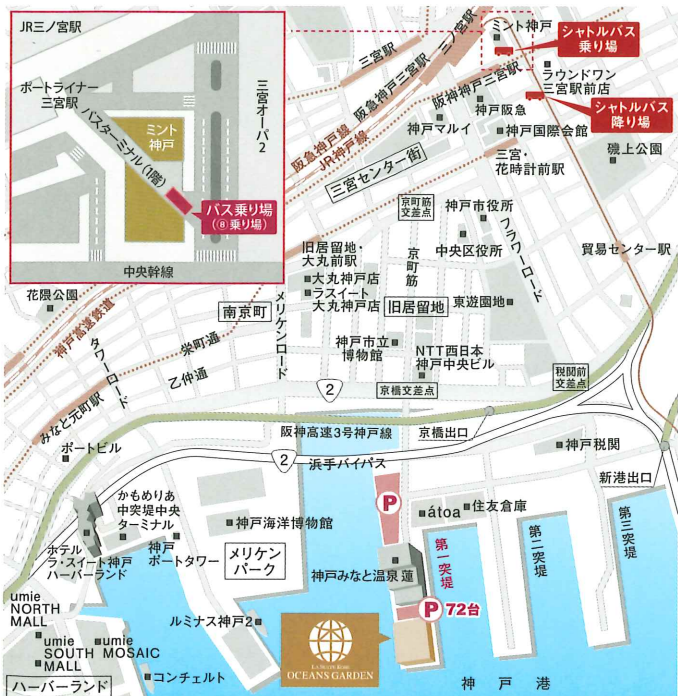 JR三ノ宮駅
ポートライナー
三宮駅
バスターミナル(1階)
ミント
神戸
三宮オーパ2
バス乗り場
(⑧乗り場)
中央幹線
三宮駅
阪急神戸三宮駅
三ノ宮駅
ミント神戸
シャトルバス
乗り場
阪神神戸三宮駅
ラウンドワン
三宮駅前店
シャトルバス
降り場
阪急神戸線
JR神戸線
神戸マルイ
神戸阪急
神戸国際会館
三宮・
花時計前駅
磯上公園
三宮センター街
京町筋
交差点
神戸市役所
中央区役所
フラワーロード
貿易センター駅
旧居留地・
大丸前駅
大丸神戸店
ラスイート
大丸神戸店
京町筋
旧居留地
東遊園地
花隈公園
神戸高速鉄道
タワーロード
南京町
メリケンロード
栄町通
乙仲通
神戸市立
博物館
NTT西日本
神戸中央ビル
2
京橋交差点
税関前
交差点
みなと元町駅
ポートビル
阪神高速3号神戸線
京橋出口
2
浜手バイパス
神戸税関
新港出口
かもめりあ
中突堤中央
ターミナル
神戸海洋博物館
P
átoa
住友倉庫
ホテル
ラ・スイート神戸
ハーバーランド
神戸
ポートタワー
メリケン
パーク
神戸みなと温泉 蓮
第一突堤
第二突堤
第三突堤
P 72台
umie
NORTH
MALL
umie
SOUTH
MALL
umie
MOSAIC
ルミナス神戸2
コンチェルト
ハーバーランド
LA SUITE KOBE
OCEANS GARDEN
神戸港